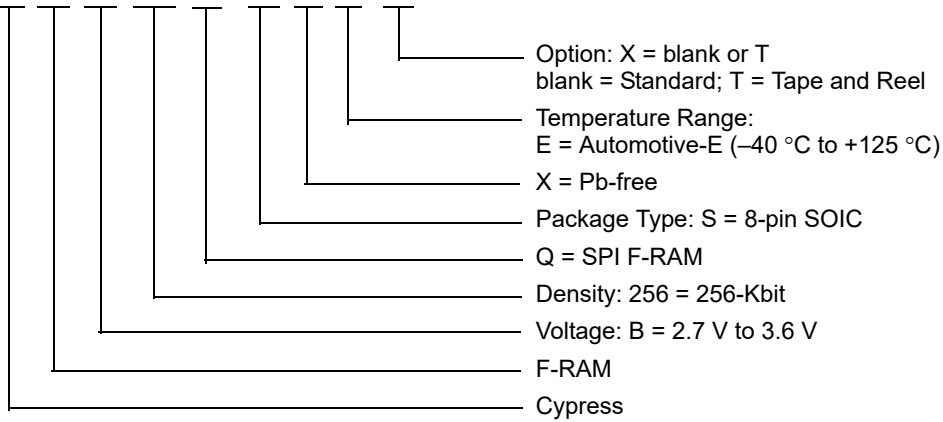 Option: X = blank or T
blank = Standard; T = Tape and Reel
Temperature Range:
E = Automotive-E (–40 °C to +125 °C)
X = Pb-free
Package Type: S = 8-pin SOIC
Q = SPI F-RAM
Density: 256 = 256-Kbit
Voltage: B = 2.7 V to 3.6 V
F-RAM
Cypress